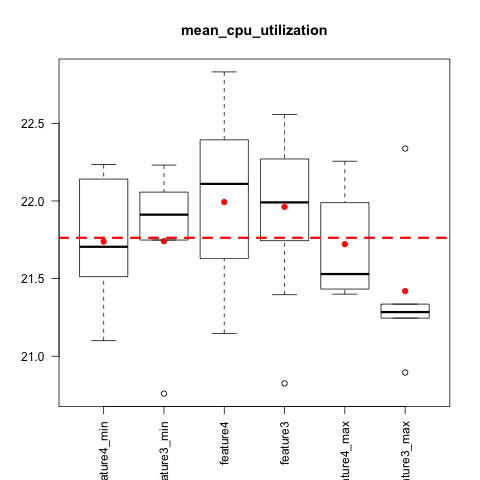 mean_cpu_utilization
22.5
22.0
21.5
21.0
ature4_min
ature3_min
feature4
feature3
ture4_max
ture3_max